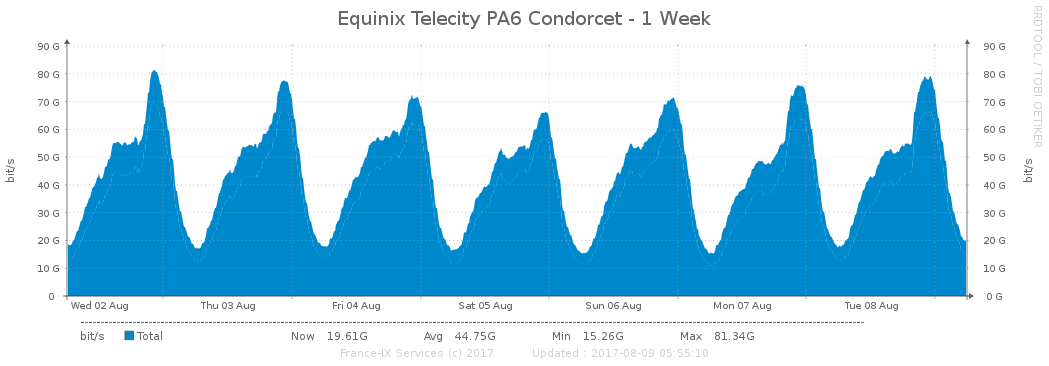 Equinix Telecity PA6 Condorcet - 1 Week
RRDTOOL / TOBI OETIKER
90 G 90 G
80 G 80 G
70 G 70 G
60 G 60 G
50 G 50 G
40 G 40 G
30 G 30 G
20 G 20 G
10 G 10 G
0 0 G
bit/s
bit/s
Wed 02 Aug Thu 03 Aug Fri 04 Aug Sat 05 Aug Sun 06 Aug Mon 07 Aug Tue 08 Aug
bit/s Total Now 19.61G Avg 44.75G Min 15.26G Max 81.34G
France-IX Services (c) 2017 Updated : 2017-08-09 05:55:10